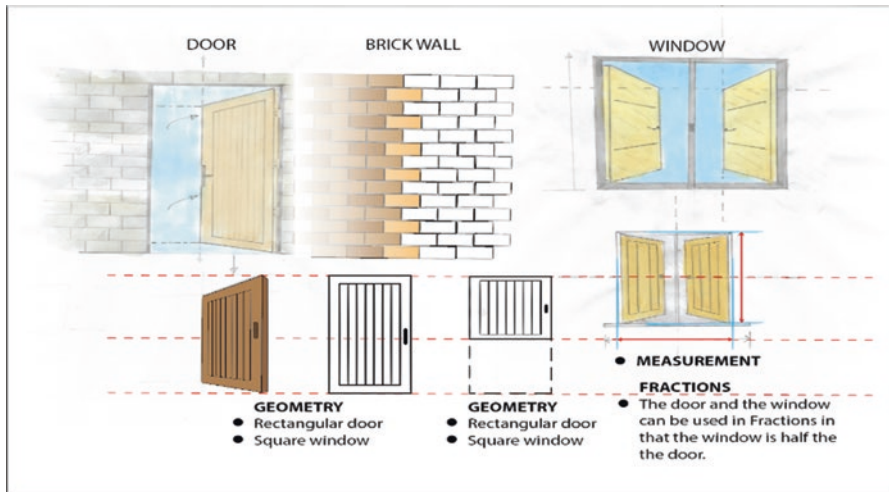 DOOR
BRICK WALL
WINDOW
GEOMETRY
● Rectangular door
● Square window
GEOMETRY
● Rectangular door
● Square window
● MEASUREMENT
FRACTIONS
● The door and the window
can be used in Fractions in
that the window is half the
the door.